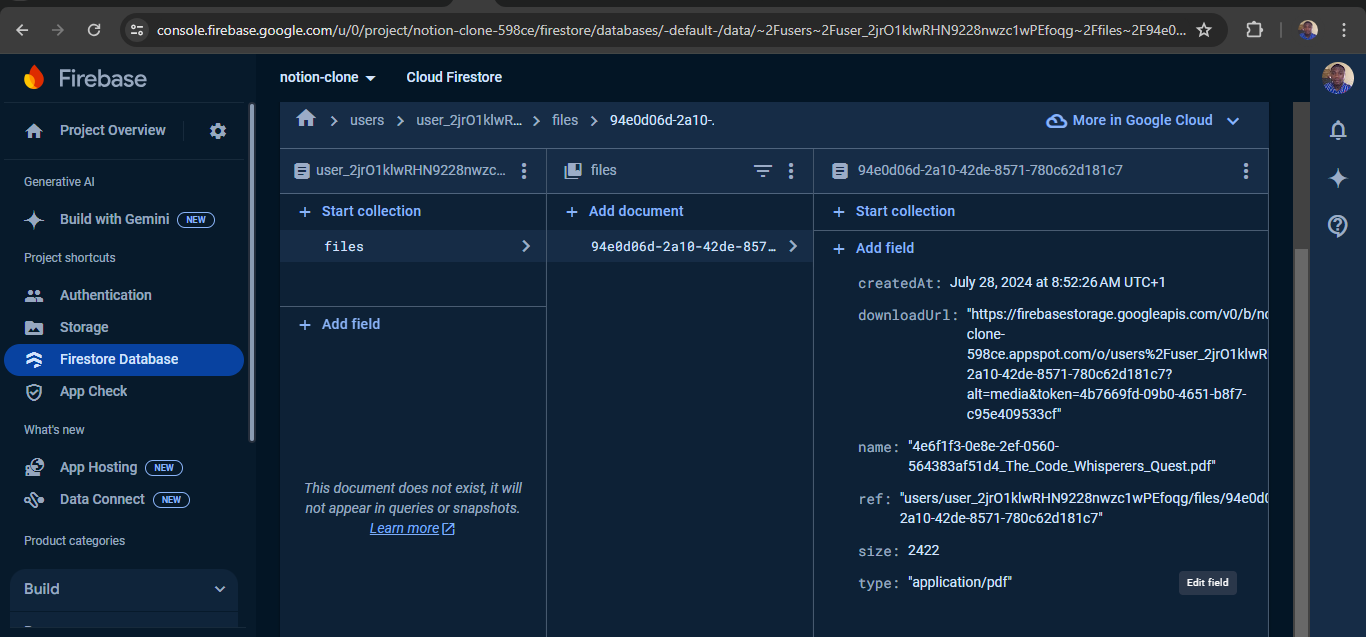 console.firebase.google.com/u/0/project/notion-clone-598ce/firestore/databases/-default-/data/~2Fusers~2Fuser_2jrO1klwRHN9228nwzc1wPEfoqg~2Ffiles~2F94e0...
Firebase
notion-clone
Cloud Firestore
Project Overview
Generative AI
Build with Gemini NEW
Project shortcuts
Authentication
Storage
Firestore Database
App Check
What's new
App Hosting NEW
Data Connect NEW
Product categories
Build
users
user_2jrO1klwR...
files
94e0d06d-2a10-.
More in Google Cloud
user_2jrO1klwRHN9228nwzc...
+ Start collection
files
+ Add field
This document does not exist, it will
not appear in queries or snapshots.
Learn more
files
+ Add document
94e0d06d-2a10-42de-857...
94e0d06d-2a10-42de-8571-780c62d181c7
+ Start collection
+ Add field
createdAt: July 28, 2024 at 8:52:26 AM UTC+1
downloadUrl: "https://firebasestorage.googleapis.com/v0/b/no
clone-
598ce.appspot.com/o/users%2Fuser_2jrO1klwR
2a10-42de-8571-780c62d181c7?
alt=media&token=4b7669fd-09b0-4651-b8f7-
c95e409533cf"
name: "4e6f1f3-0e8e-2ef-0560-
564383af51d4_The_Code_Whisperers_Quest.pdf"
ref: "users/user_2jrO1klwRHN9228nwzc1wPEfoqg/files/94e0d0
2a10-42de-8571-780c62d181c7"
size: 2422
type: "application/pdf"
Edit field